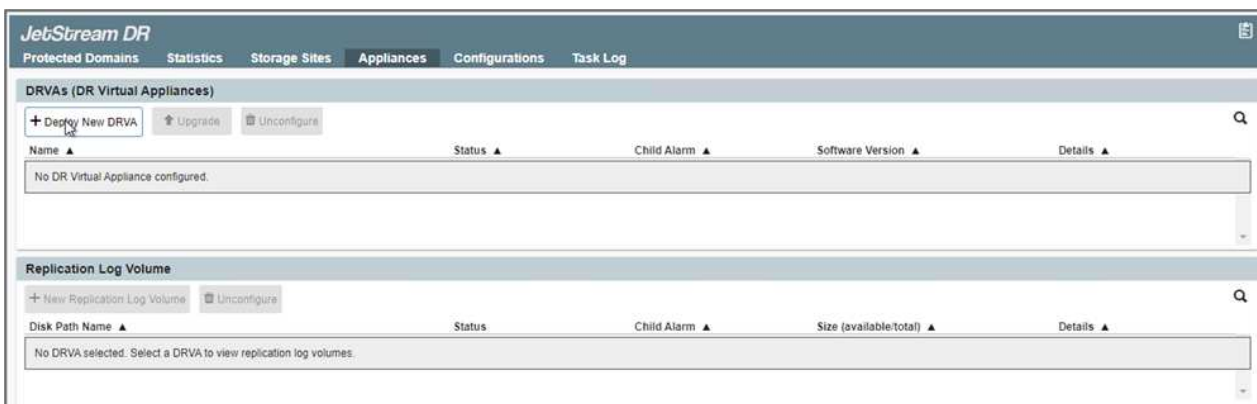 JetStream DR
Protected Domains Statistics Storage Sites Appliances Configurations Task Log
DRVAs (DR Virtual Appliances)
+ Deploy New DRVA Upgrade Unconfigure
Name ▲ Status ▲ Child Alarm ▲ Software Version ▲ Details ▲
No DR Virtual Appliance configured.
Replication Log Volume
+ New Replication Log Volume Unconfigure
Disk Path Name ▲ Status Child Alarm ▲ Size (available/total) ▲ Details ▲
No DRVA selected. Select a DRVA to view replication log volumes.